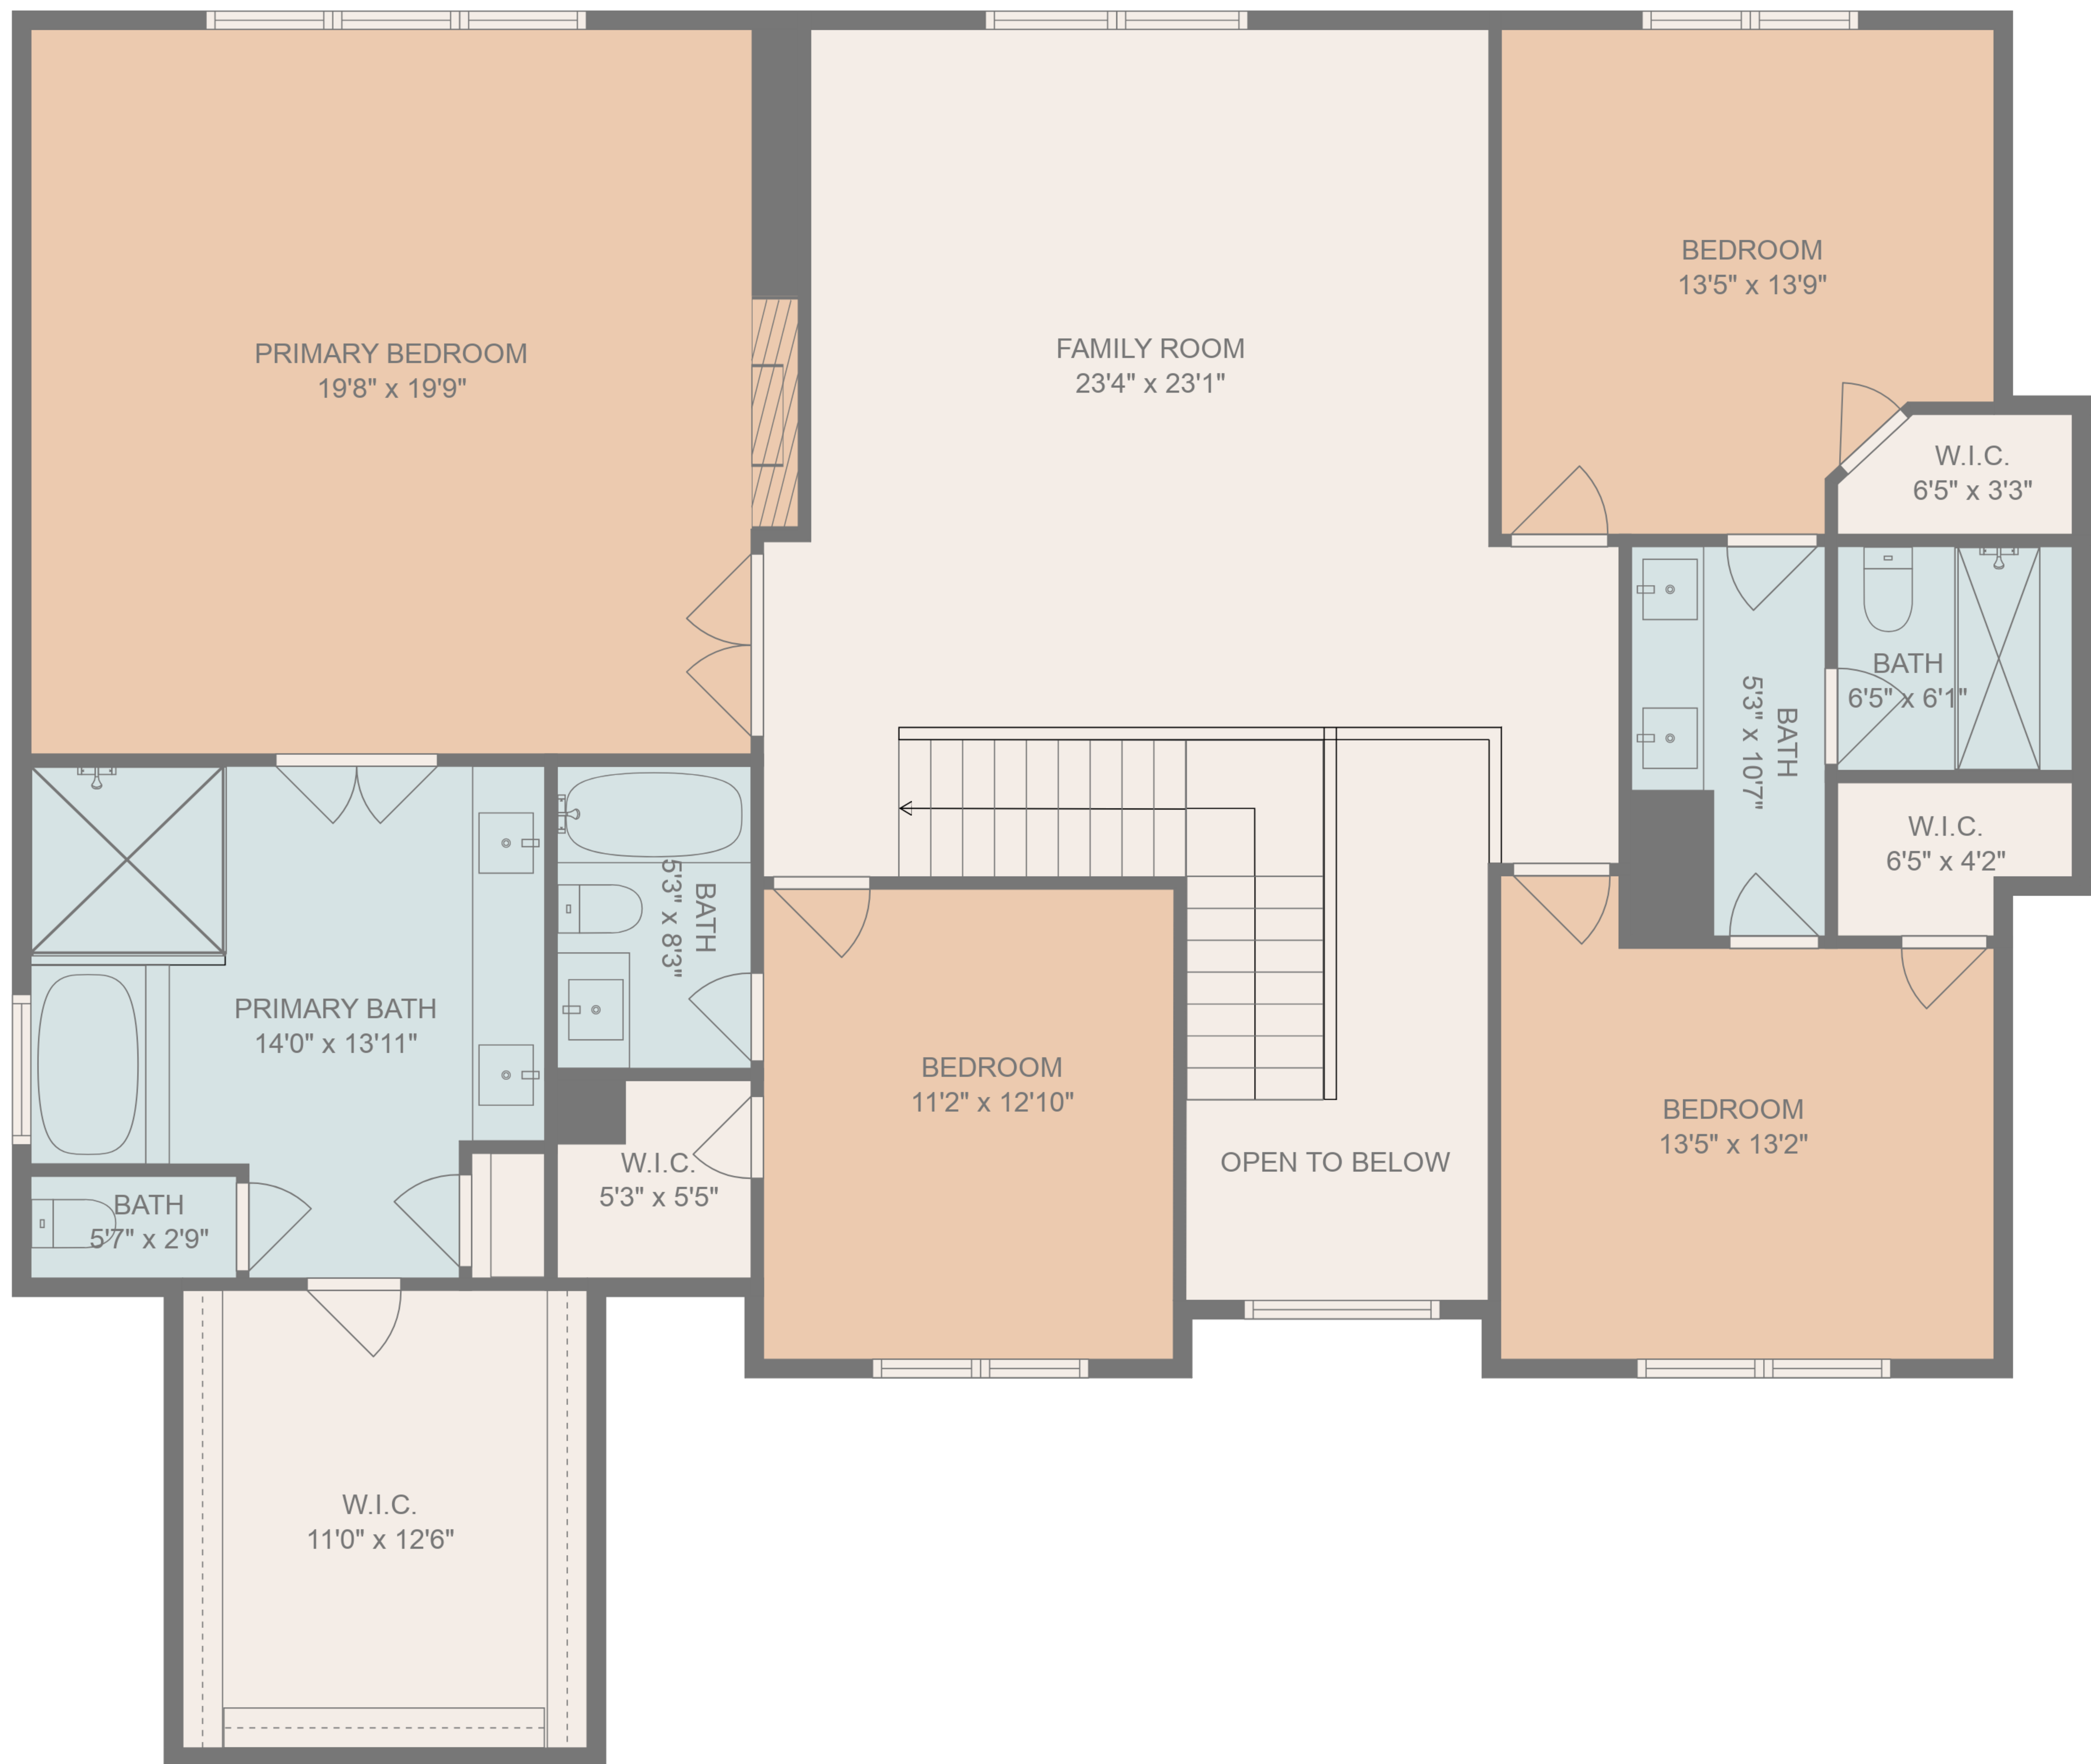 BEDROOM
13'5" x 13'9"
PRIMARY BEDROOM
19'8" x 19'9"
FAMILY ROOM
23'4" x 23'1"
W.I.C.
6'5" x 3'3"
BATH
6'5" x 6'1"
BATH
5'3" x 10'7"
W.I.C.
6'5" x 4'2"
BATH
5'3" x 8'3"
PRIMARY BATH
14'0" x 13'11"
BEDROOM
11'2" x 12'10"
BEDROOM
13'5" x 13'2"
OPEN TO BELOW
W.I.C.
5'3" x 5'5"
BATH
5'7" x 2'9"
W.I.C.
11'0" x 12'6"